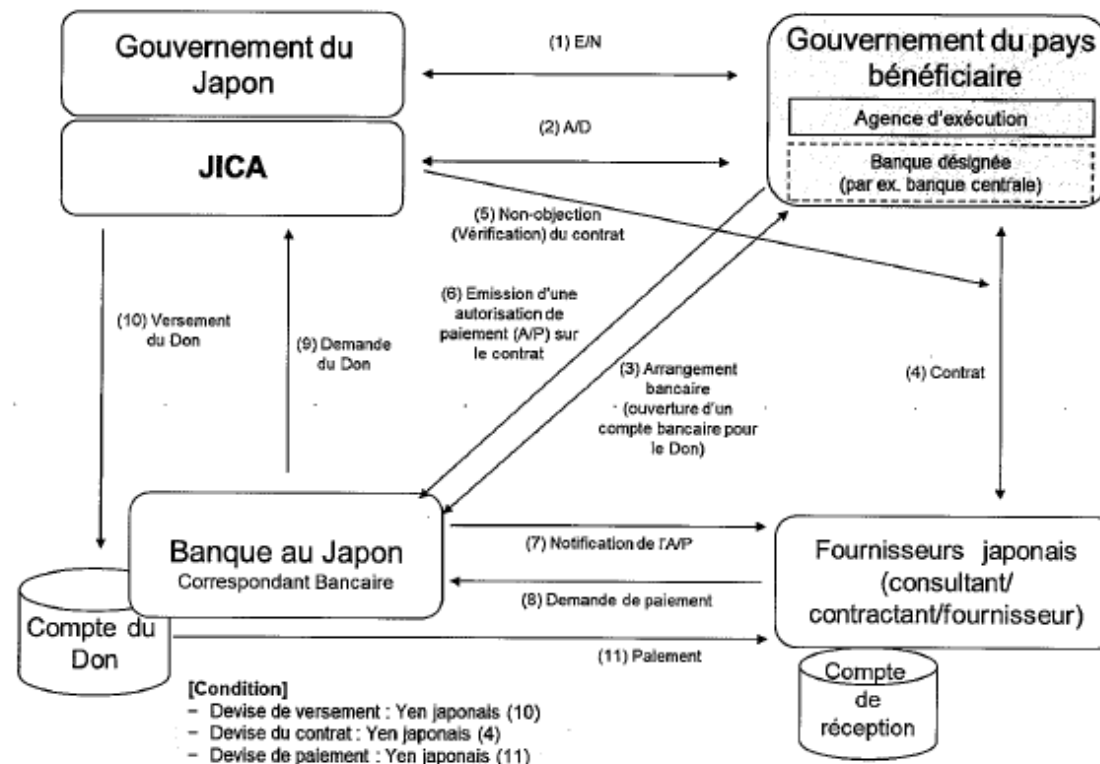 Gouvernement du
Japon
JICA
(1) E/N
(2) A/D
Gouvernement du pays
bénéficiaire
Agence d'exécution
Banque désignée
(par ex. banque centrale)
(5) Non-objection
(Vérification) du contrat
(6) Emission d'une
autorisation de
paiement (A/P) sur
le contrat
(10) Versement
du Don
(9) Demande
du Don
(3) Arrangement
bancaire
(ouverture d'un
compte bancaire pour
le Don)
(4) Contrat
Banque au Japon
Correspondant Bancaire
(7) Notification de l'A/P
(8) Demande de paiement
Fournisseurs japonais
(consultant/
contractant/fournisseur)
Compte du
Don
(11) Paiement
Compte
de
réception
[Condition]
– Devise de versement : Yen japonais (10)
– Devise du contrat : Yen japonais (4)
– Devise de paiement : Yen japonais (11)